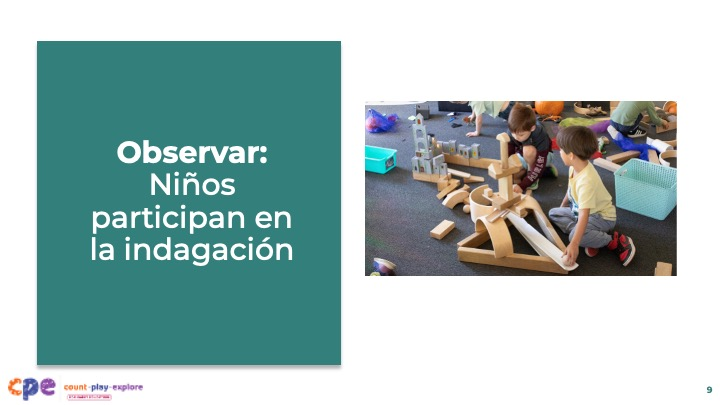 Observar:
Niños
participan en
la indagación
cpe
count·play·explore
9